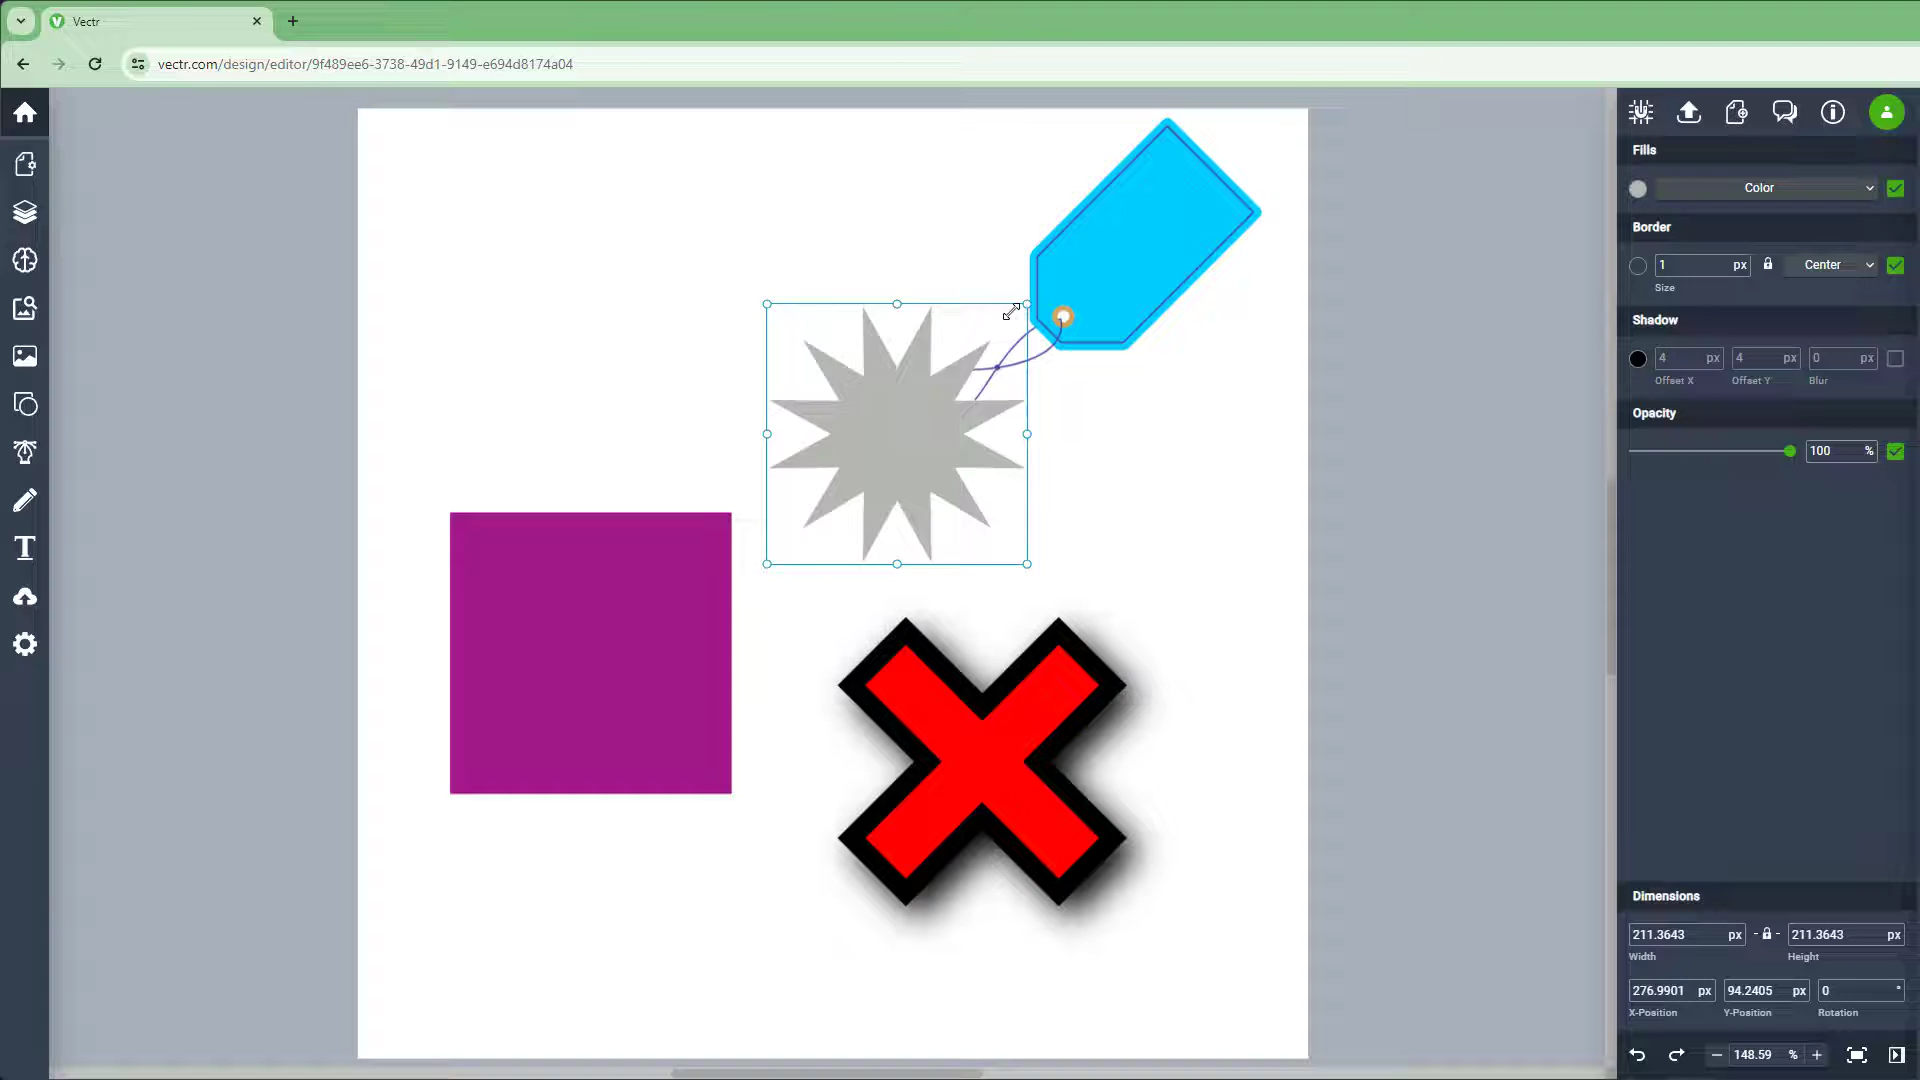 Vectr
vectr.com/design/editor/9f489ee6-3738-49d1-9149-e694d8174a04
Fills
Color
Border
1 px Center
Size
Shadow
4 px 4 px 0 px
Offset X Offset Y Blur
Opacity
100 %
T
Dimensions
211.3643 px 211.3643 px
Width Height
276.9901 px 94.2405 px 0 °
X-Position Y-Position Rotation
148.59 %